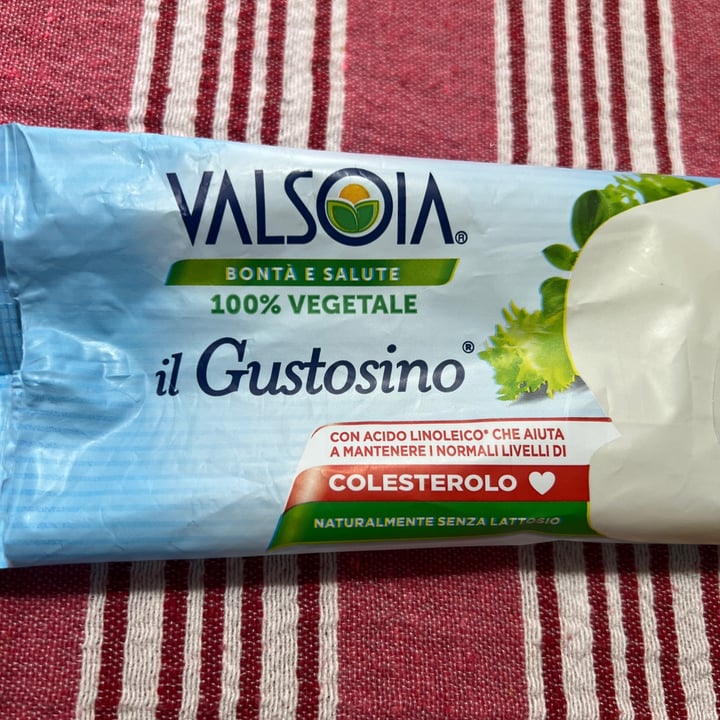 VALSOIA®
BONTÀ E SALUTE
100% VEGETALE
il Gustosino®
CON ACIDO LINOLEICO* CHE AIUTA
A MANTENERE I NORMALI LIVELLI DI
COLESTEROLO
NATURALMENTE SENZA LATTOSIO